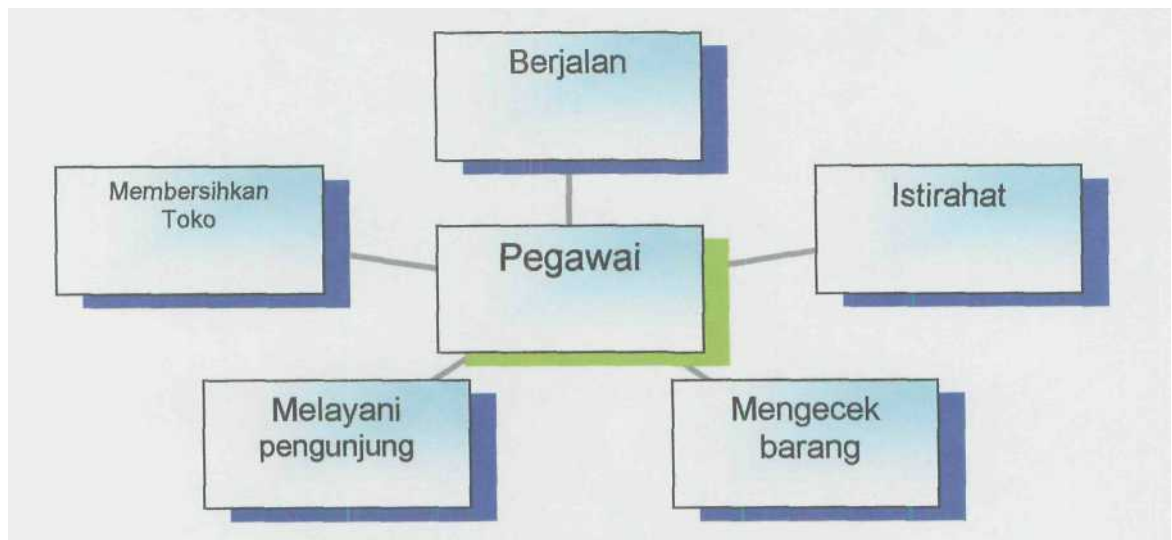 Berjalan
Membersihkan
Toko
Istirahat
Pegawai
Melayani
pengunjung
Mengecek
barang